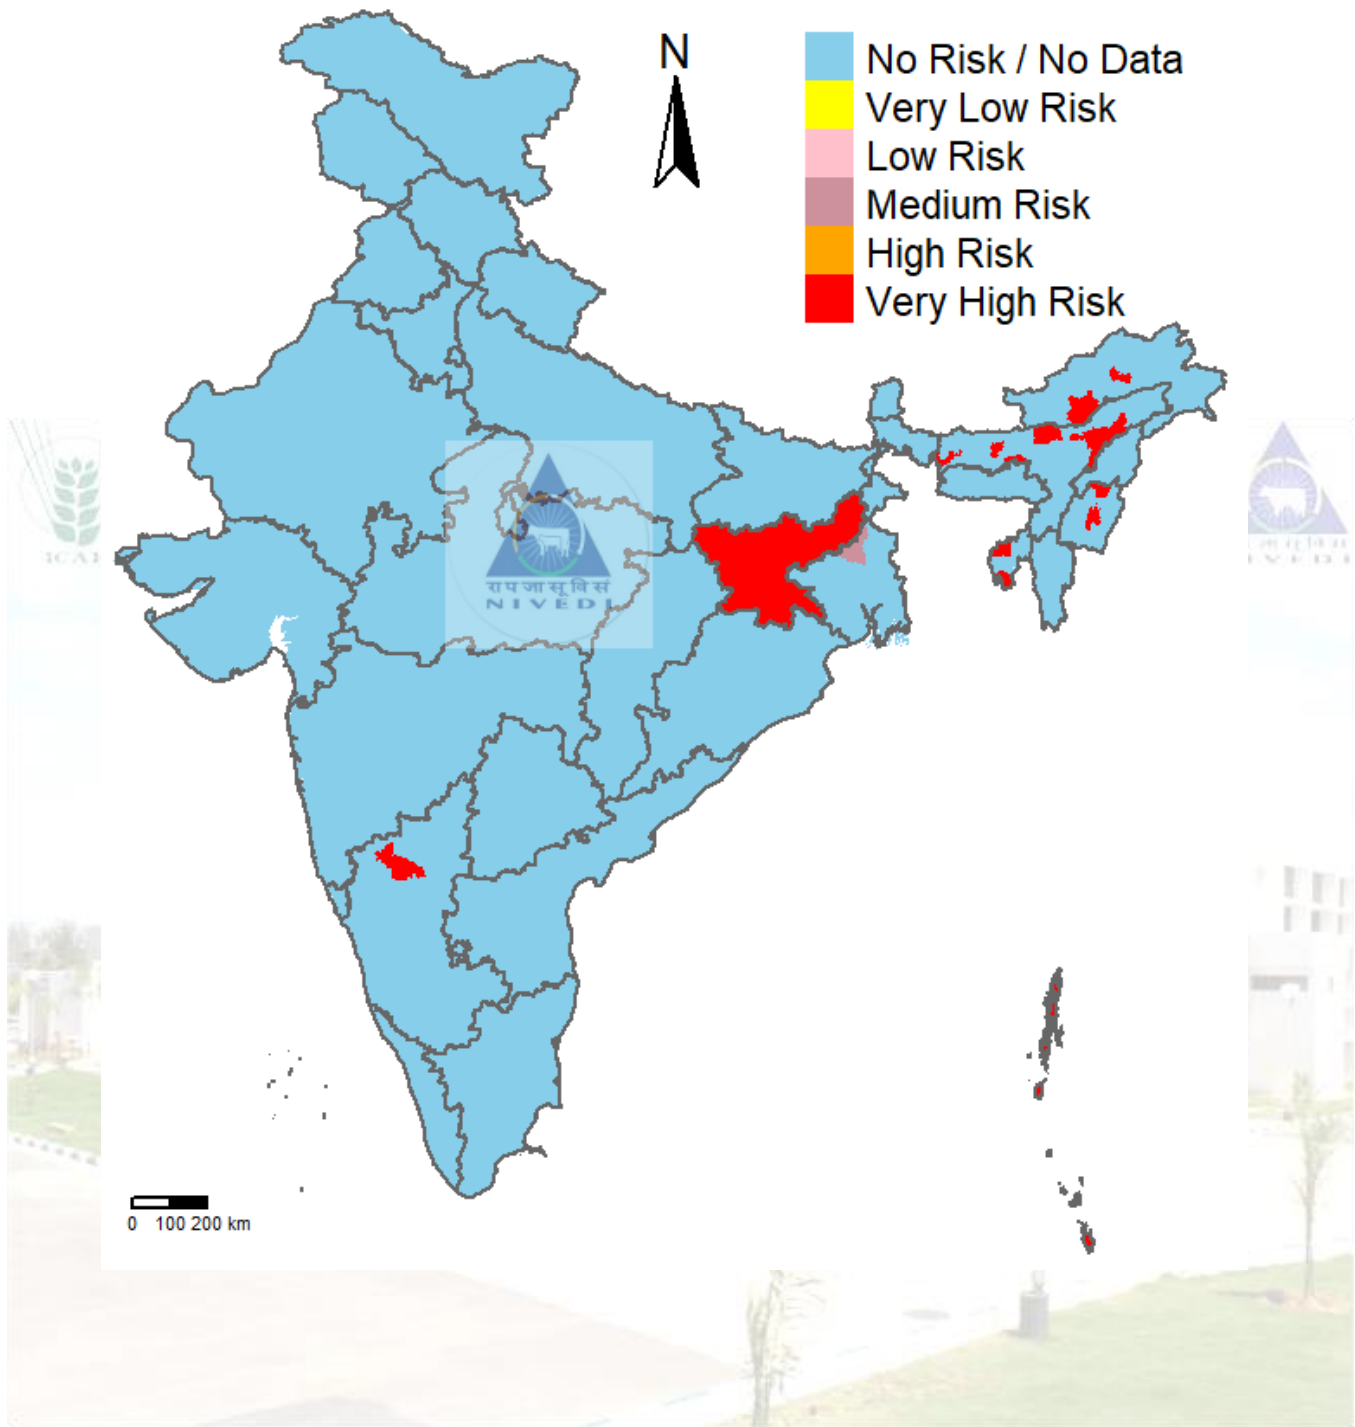 N
No Risk / No Data
Very Low Risk
Low Risk
Medium Risk
High Risk
Very High Risk
रा प जा सू वि सं
NIVEDI
0 100 200 km